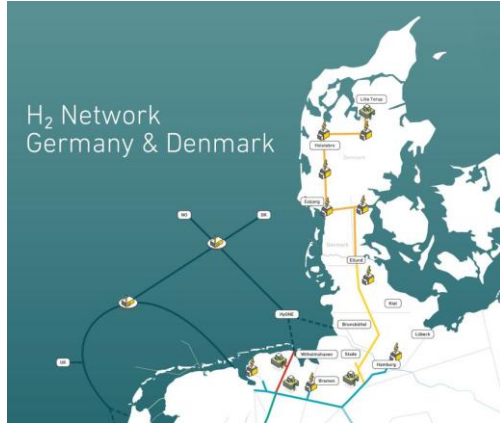 H₂ Network
Germany & Denmark
Lille Torup
Holstebro
Denmark
Esbjerg
NO
DK
Denmark
Ellund
Kiel
HyONE
Brunsbüttel
Lübeck
Wilhelmshaven
Stade
Hamburg
UK
Bremen